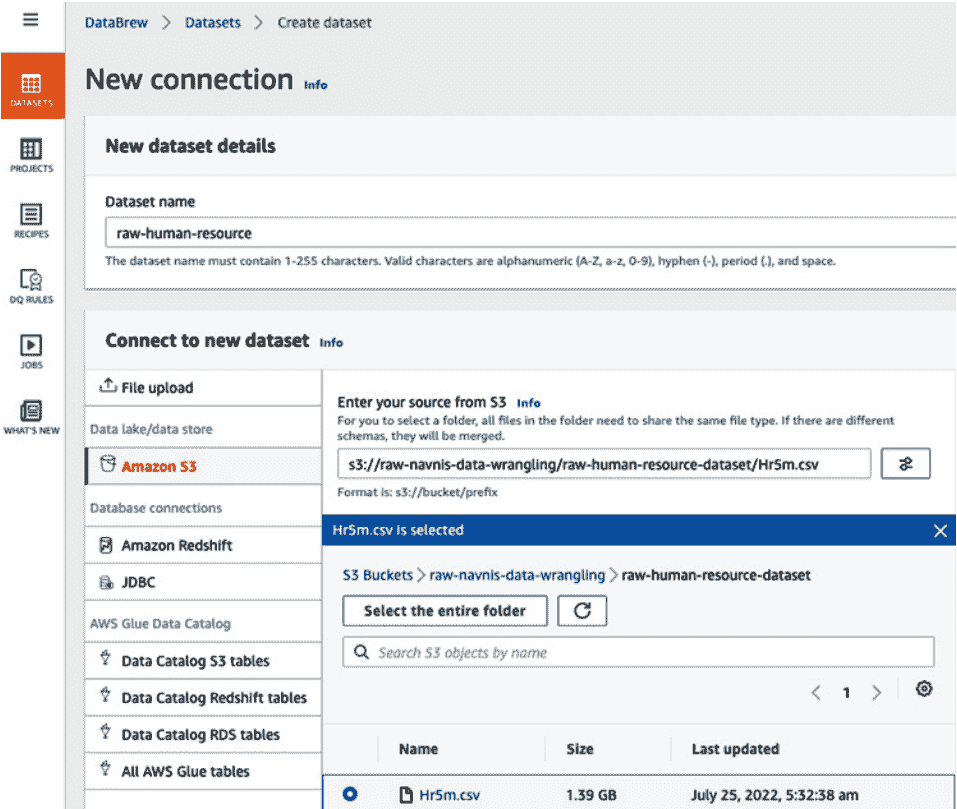 DataBrew > Datasets > Create dataset
DATASETS
PROJECTS
RECIPES
DQ RULES
JOBS
WHAT'S NEW
New connection Info
New dataset details
Dataset name
raw-human-resource
The dataset name must contain 1-255 characters. Valid characters are alphanumeric (A-Z, a-z, 0-9), hyphen (-), period (.), and space.
Connect to new dataset Info
File upload
Data lake/data store
Amazon S3
Database connections
Amazon Redshift
JDBC
AWS Glue Data Catalog
Data Catalog S3 tables
Data Catalog Redshift tables
Data Catalog RDS tables
All AWS Glue tables
Enter your source from S3 Info
For you to select a folder, all files in the folder need to share the same file type. If there are different
schemas, they will be merged.
s3://raw-navnis-data-wrangling/raw-human-resource-dataset/Hr5m.csv
Format is: s3://bucket/prefix
Hr5m.csv is selected
S3 Buckets > raw-navnis-data-wrangling > raw-human-resource-dataset
Select the entire folder
Search S3 objects by name
< 1 >
Name Size Last updated
Hr5m.csv 1.39 GB July 25, 2022, 5:32:38 am